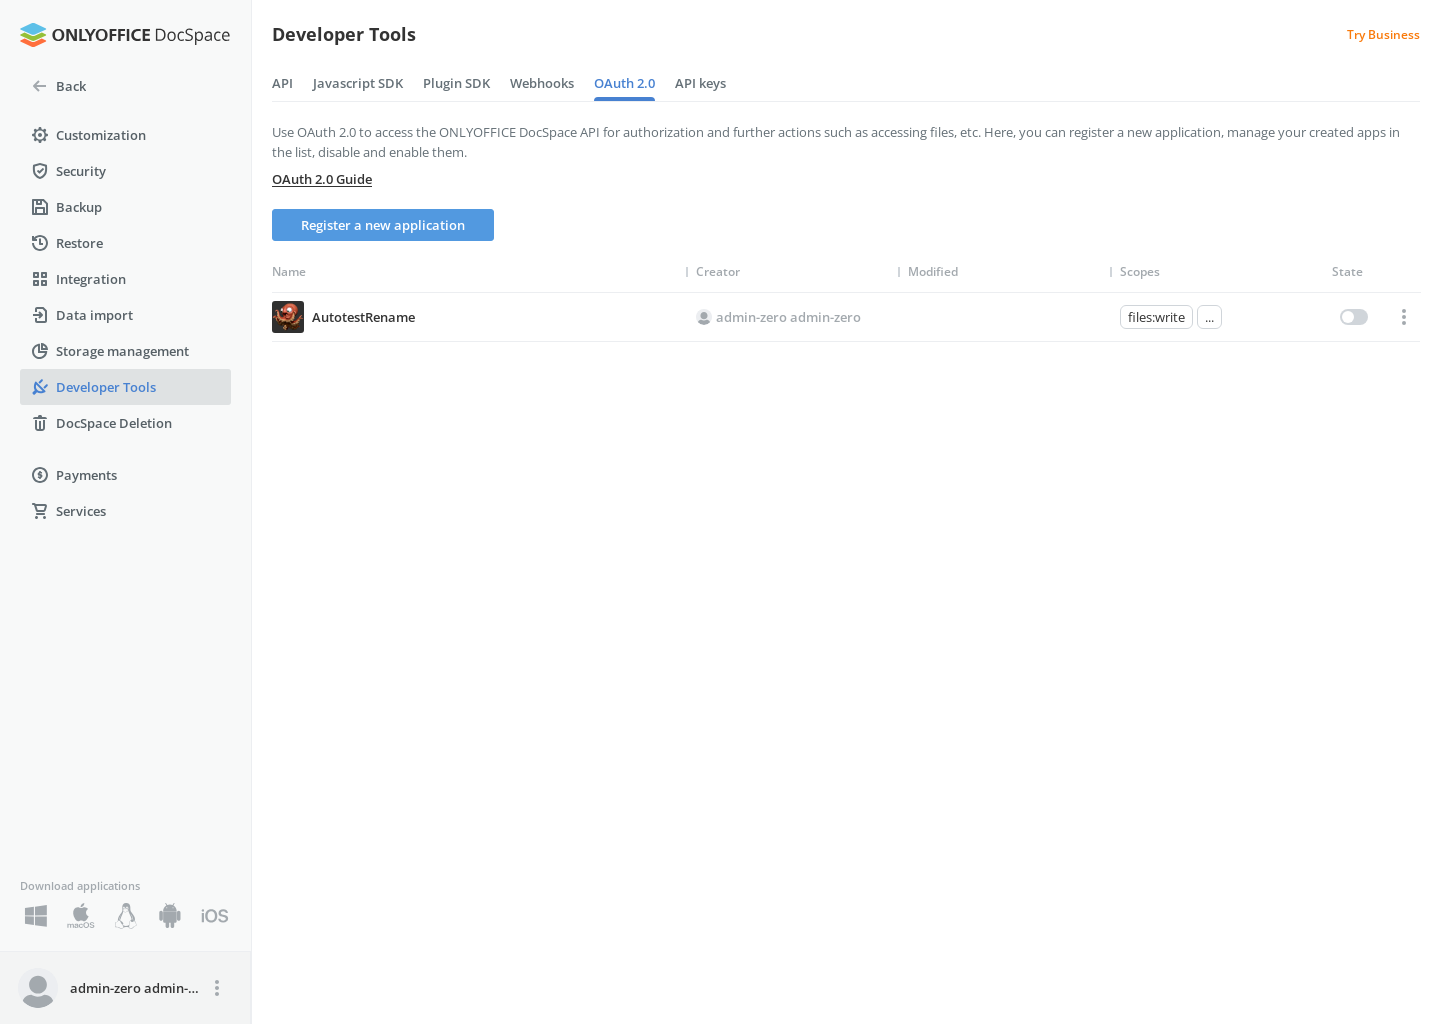 ONLYOFFICE DocSpace
Back
Customization
Security
Backup
Restore
Integration
Data import
Storage management
Developer Tools
DocSpace Deletion
Payments
Services
Download applications
macOS
iOS
admin-zero admin-...
Developer Tools
Try Business
API
Javascript SDK
Plugin SDK
Webhooks
OAuth 2.0
API keys
Use OAuth 2.0 to access the ONLYOFFICE DocSpace API for authorization and further actions such as accessing files, etc. Here, you can register a new application, manage your created apps in
the list, disable and enable them.
OAuth 2.0 Guide
Register a new application
Name
Creator
Modified
Scopes
State
AutotestRename
admin-zero admin-zero
files:write
...